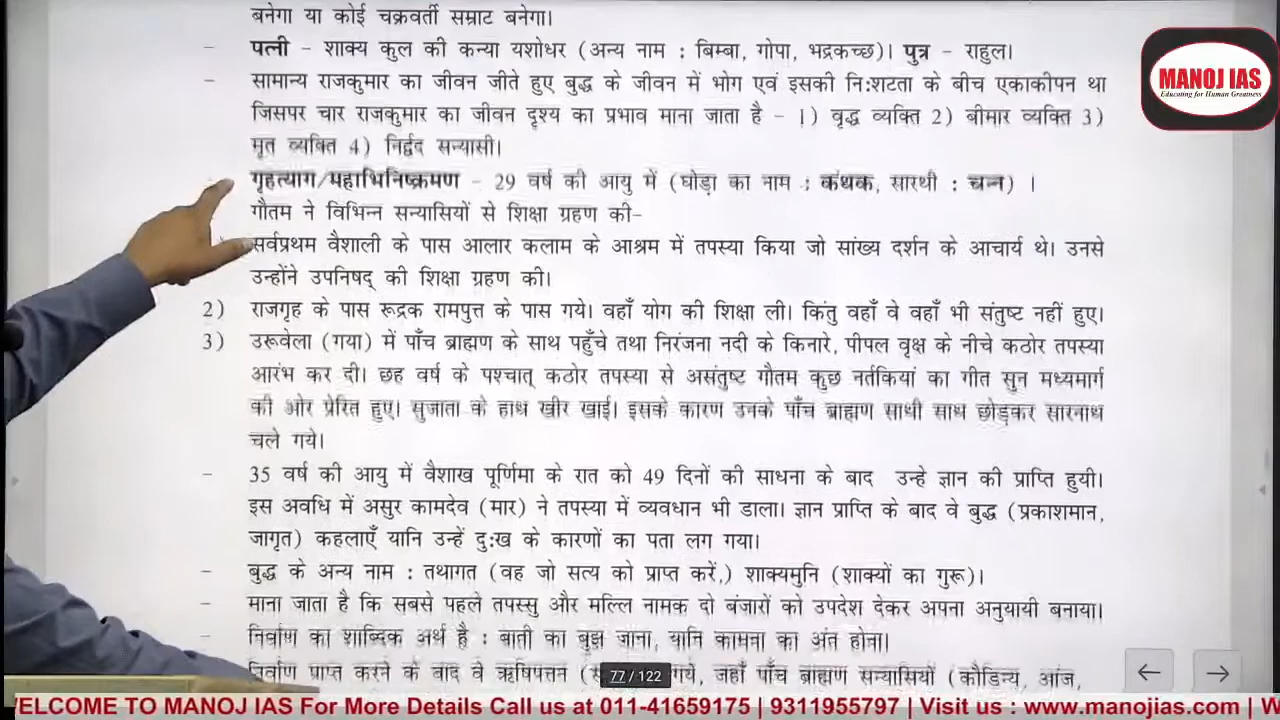 बनेगा या कोई चक्रवर्ती सम्राट बनेगा।
- पत्नी - शाक्य कुल की कन्या यशोधर (अन्य नाम : बिम्बा, गोपा, भद्रकच्छ)। पुत्र - राहुल।
- सामान्य राजकुमार का जीवन जीते हुए बुद्ध के जीवन में भोग एवं इसकी नि:शटता के बीच एकाकीपन था
जिसपर चार राजकुमार का जीवन दृश्य का प्रभाव माना जाता है - 1) वृद्ध व्यक्ति 2) बीमार व्यक्ति 3)
मृत व्यक्ति 4) निर्द्वद सन्यासी।
गृहत्याग/महाभिनिष्क्रमण - 29 वर्ष की आयु में (घोड़ा का नाम : कंथक, सारथी : चन्न) ।
गौतम ने विभिन्न सन्यासियों से शिक्षा ग्रहण की-
सर्वप्रथम वैशाली के पास आलार कलाम के आश्रम में तपस्या किया जो सांख्य दर्शन के आचार्य थे। उनसे
उन्होंने उपनिषद् की शिक्षा ग्रहण की।
2) राजगृह के पास रूद्रक रामपुत्त के पास गये। वहाँ योग की शिक्षा ली। किंतु वहाँ वे वहाँ भी संतुष्ट नहीं हुए।
3) उरूवेला (गया) में पाँच ब्राह्मण के साथ पहुँचे तथा निरंजना नदी के किनारे, पीपल वृक्ष के नीचे कठोर तपस्या
आरंभ कर दी। छह वर्ष के पश्चात् कठोर तपस्या से असंतुष्ट गौतम कुछ नर्तकियां का गीत सुन मध्यमार्ग
की ओर प्रेरित हुए। सुजाता के हाथ खीर खाई। इसके कारण उनके पाँच ब्राह्मण साथी साथ छोड़कर सारनाथ
चले गये।
- 35 वर्ष की आयु में वैशाख पूर्णिमा के रात को 49 दिनों की साधना के बाद उन्हे ज्ञान की प्राप्ति हुयी।
इस अवधि में असुर कामदेव (मार) ने तपस्या में व्यवधान भी डाला। ज्ञान प्राप्ति के बाद वे बुद्ध (प्रकाशमान,
जागृत) कहलाएँ यानि उन्हें दु:ख के कारणों का पता लग गया।
- बुद्ध के अन्य नाम : तथागत (वह जो सत्य को प्राप्त करें,) शाक्यमुनि (शाक्यों का गुरू)।
- माना जाता है कि सबसे पहले तपस्सु और मल्लि नामक दो बंजारों को उपदेश देकर अपना अनुयायी बनाया।
- निर्वाण का शाब्दिक अर्थ है : बाती का बुझ जाना, यानि कामना का अंत होना।
निर्वाण प्राप्त करने के बाद वे ऋषिपत्तन गये, जहाँ पाँच ब्राह्मण सन्यासियों (कौडिन्य, आंज,
77 / 122
MANOJ IAS
Educating for Human Greatness
ELCOME TO MANOJ IAS For More Details Call us at 011-41659175 | 9311955797 | Visit us : www.manojias.com | W